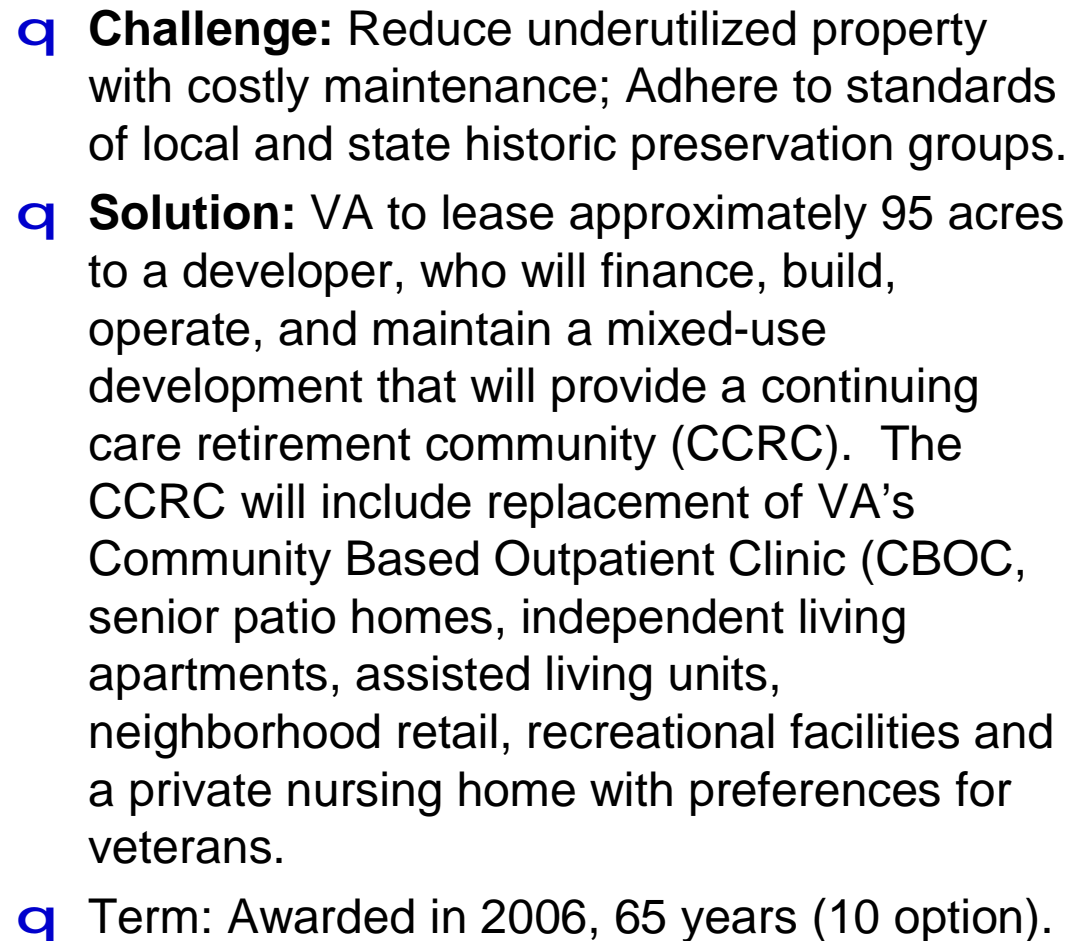 q Challenge: Reduce underutilized property
with costly maintenance; Adhere to standards
of local and state historic preservation groups.
q Solution: VA to lease approximately 95 acres
to a developer, who will finance, build,
operate, and maintain a mixed-use
development that will provide a continuing
care retirement community (CCRC).  The
CCRC will include replacement of VA’s
Community Based Outpatient Clinic (CBOC,
senior patio homes, independent living
apartments, assisted living units,
neighborhood retail, recreational facilities and
a private nursing home with preferences for
veterans.
q Term: Awarded in 2006, 65 years (10 option).